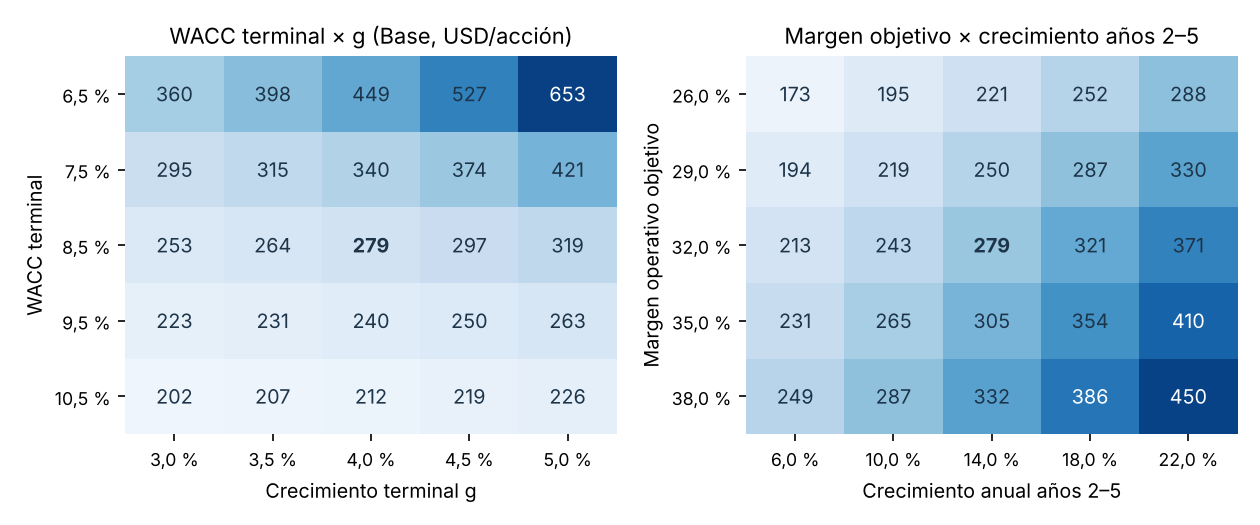 WACC terminal × g (Base, USD/acción)
WACC terminal
6,5 % 360 398 449 527 653
7,5 % 295 315 340 374 421
8,5 % 253 264 279 297 319
9,5 % 223 231 240 250 263
10,5 % 202 207 212 219 226
3,0 % 3,5 % 4,0 % 4,5 % 5,0 %
Crecimiento terminal g
Margen objetivo × crecimiento años 2–5
Margen operativo objetivo
26,0 % 173 195 221 252 288
29,0 % 194 219 250 287 330
32,0 % 213 243 279 321 371
35,0 % 231 265 305 354 410
38,0 % 249 287 332 386 450
6,0 % 10,0 % 14,0 % 18,0 % 22,0 %
Crecimiento anual años 2–5